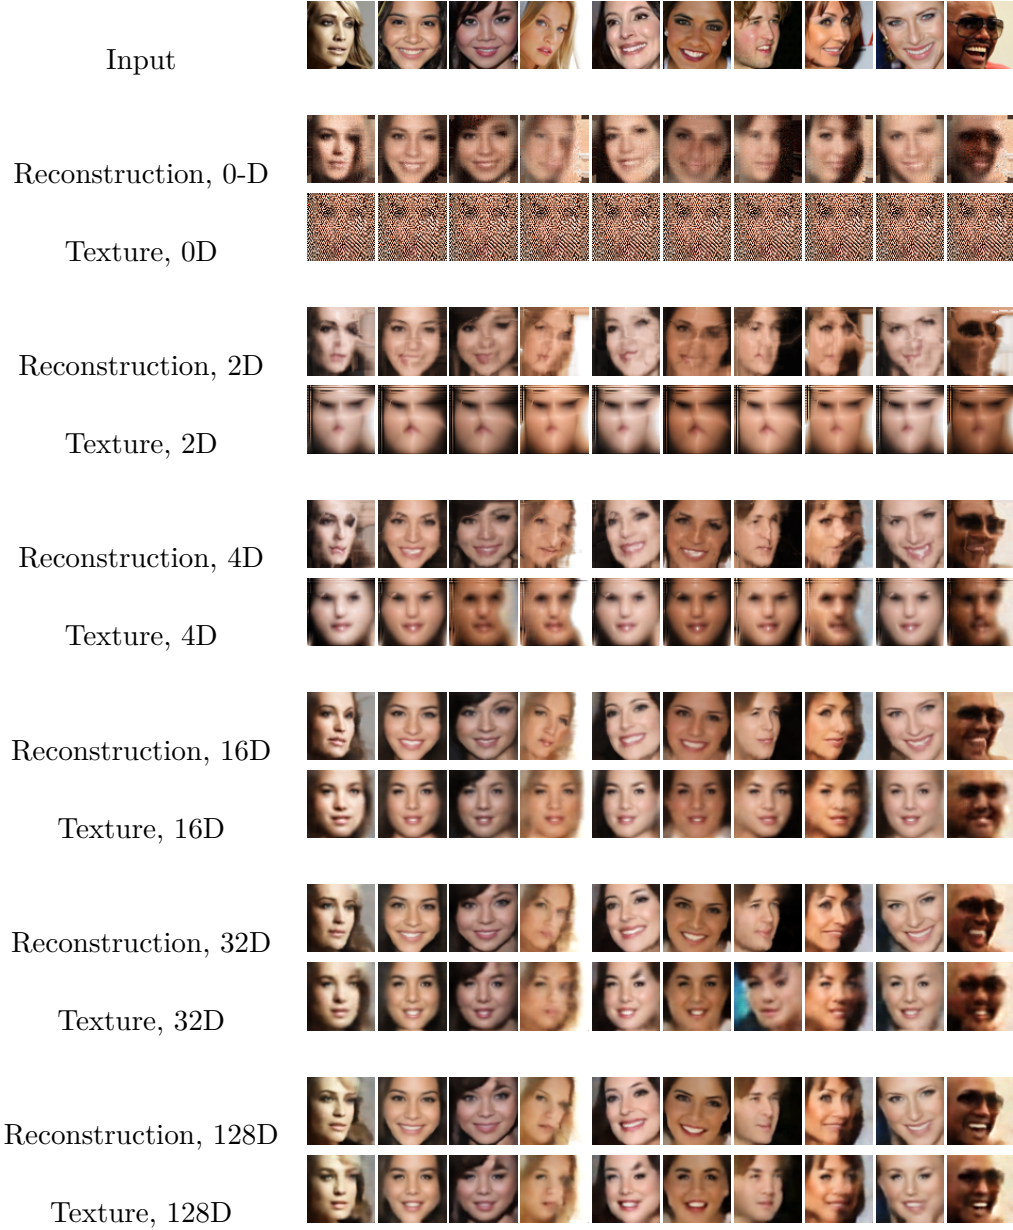 Input
Reconstruction, 0-D
Texture, 0D
Reconstruction, 2D
Texture, 2D
Reconstruction, 4D
Texture, 4D
Reconstruction, 16D
Texture, 16D
Reconstruction, 32D
Texture, 32D
Reconstruction, 128D
Texture, 128D